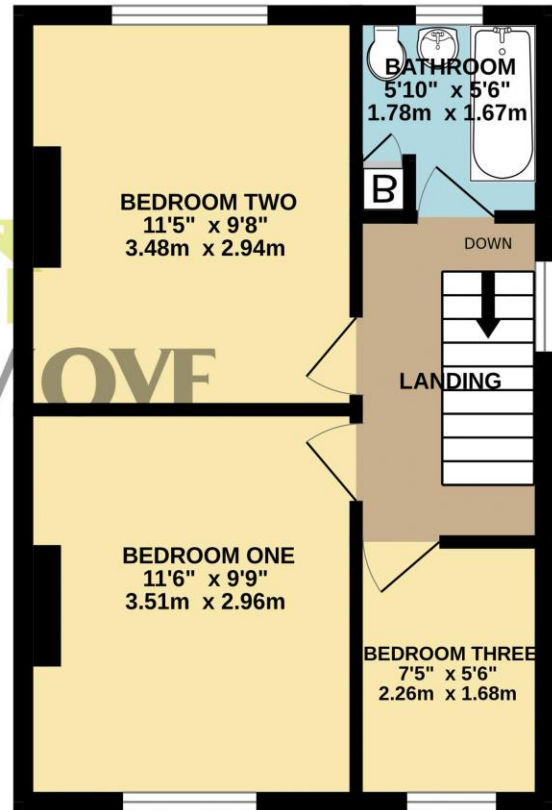 BATHROOM
5'10" x 5'6"
1.78m x 1.67m
B
BEDROOM TWO
11'5" x 9'8"
3.48m x 2.94m
DOWN
LANDING
BEDROOM ONE
11'6" x 9'9"
3.51m x 2.96m
BEDROOM THREE
7'5" x 5'6"
2.26m x 1.68m